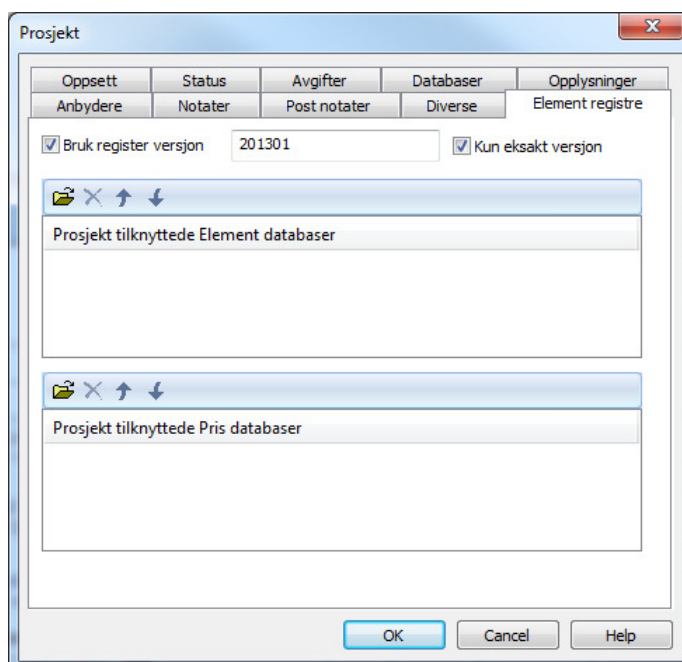 Prosjekt
Oppsett Status Avgifter Databaser Opplysninger
Anbydere Notater Post notater Diverse Element registre
Bruk register versjon 201301 Kun eksakt versjon
Prosjekt tilknyttede Element databaser
Prosjekt tilknyttede Pris databaser
OK Cancel Help